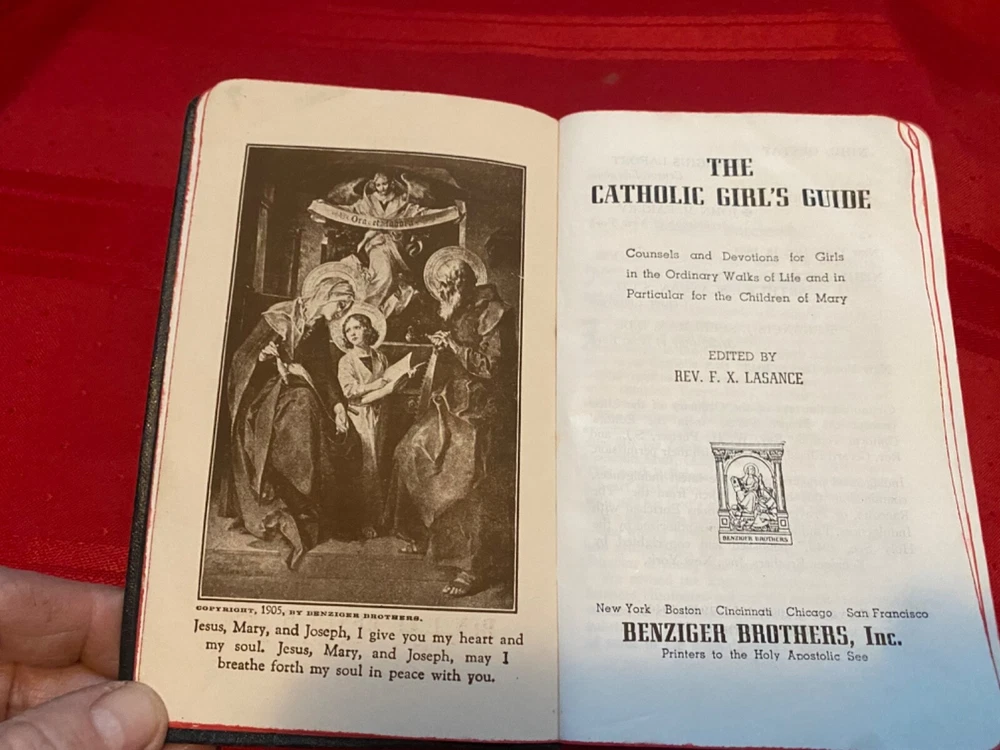 Ora et labora
COPYRIGHT, 1905, BY BENZIGER BROTHERS.
Jesus, Mary, and Joseph, I give you my heart and
my soul. Jesus, Mary, and Joseph, may I
breathe forth my soul in peace with you.
THE
CATHOLIC GIRL'S GUIDE
Counsels and Devotions for Girls
in the Ordinary Walks of Life and in
Particular for the Children of Mary
EDITED BY
REV. F. X. LASANCE
BENZIGER BROTHERS
New York Boston Cincinnati Chicago San Francisco
BENZIGER BROTHERS, Inc.
Printers to the Holy Apostolic See